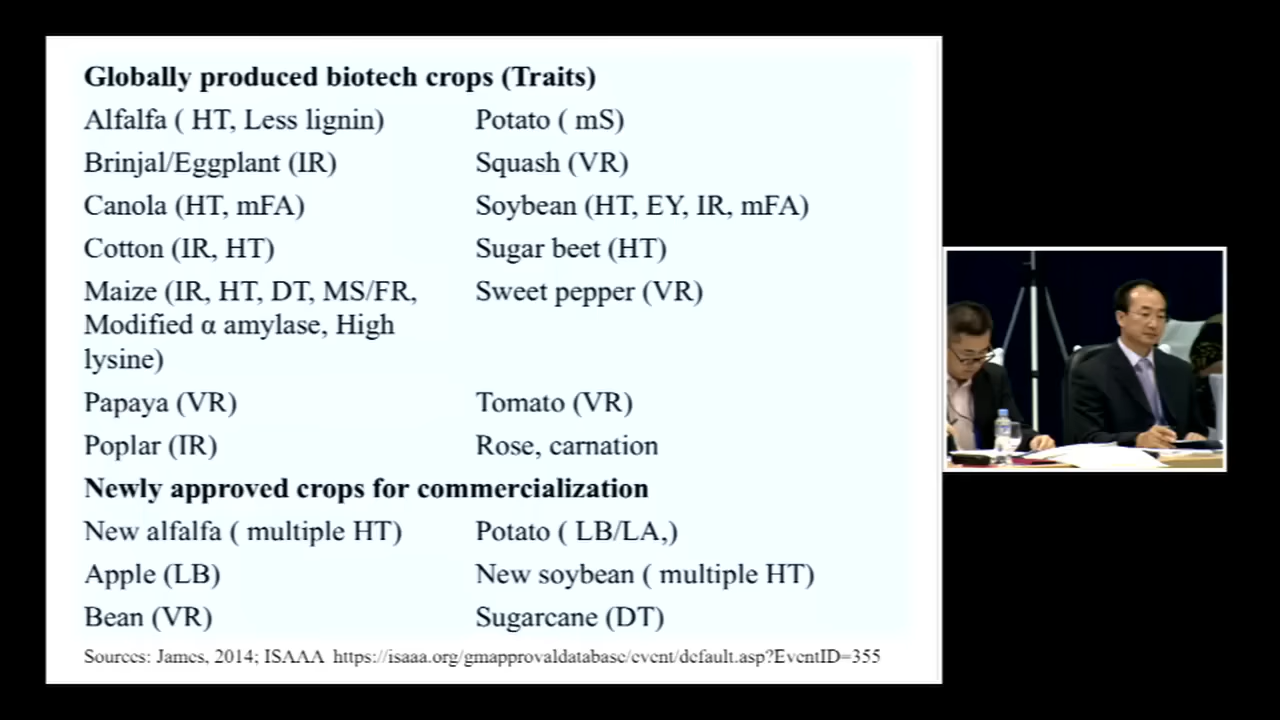 Globally produced biotech crops (Traits)
Alfalfa ( HT, Less lignin)
Potato ( mS)
Brinjal/Eggplant (IR)
Squash (VR)
Canola (HT, mFA)
Soybean (HT, EY, IR, mFA)
Cotton (IR, HT)
Sugar beet (HT)
Maize (IR, HT, DT, MS/FR,
Modified α amylase, High
lysine)
Sweet pepper (VR)
Papaya (VR)
Tomato (VR)
Poplar (IR)
Rose, carnation
Newly approved crops for commercialization
New alfalfa ( multiple HT)
Potato ( LB/LA,)
Apple (LB)
New soybean ( multiple HT)
Bean (VR)
Sugarcane (DT)
Sources: James, 2014; ISAAA https://isaaa.org/gmapprovaldatabase/event/default.asp?EventID=355